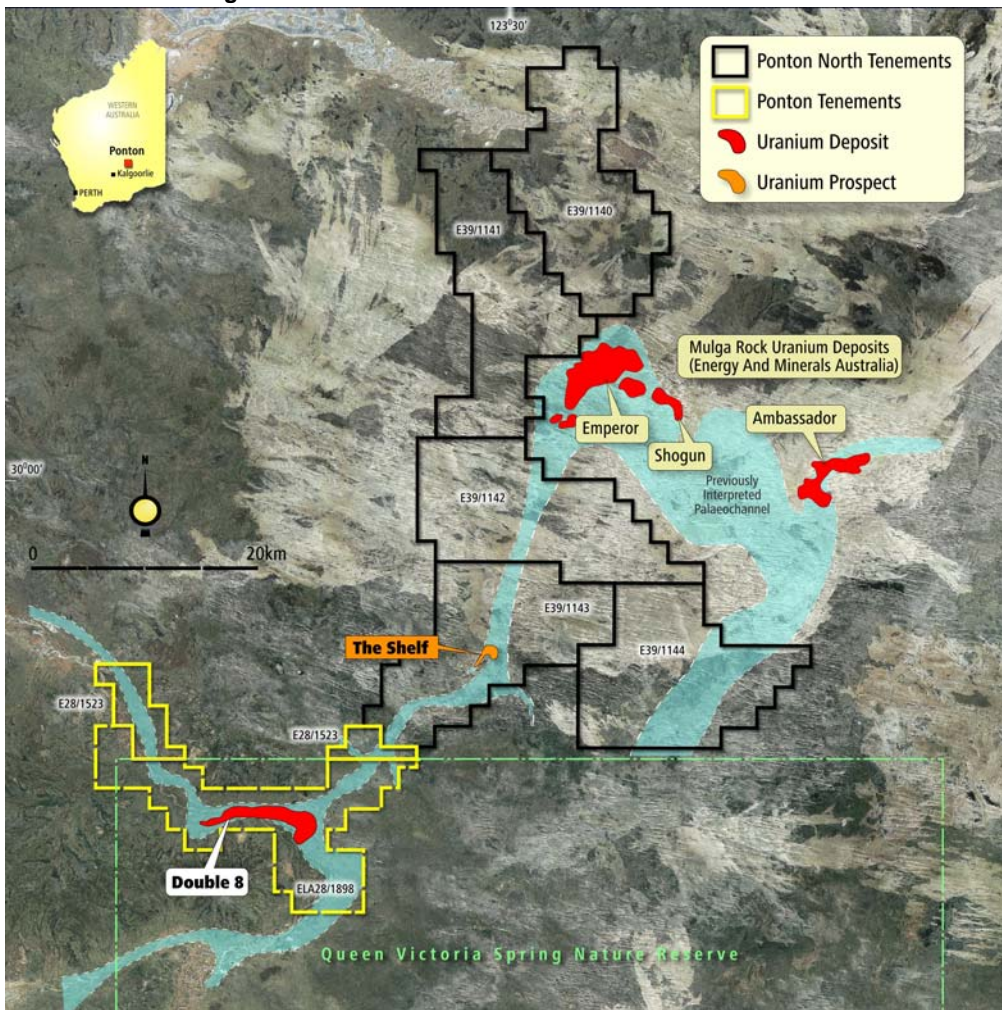 123°30'
WESTERN
AUSTRALIA
Ponton
Kalgoorlie
PERTH
Ponton North Tenements
Ponton Tenements
Uranium Deposit
Uranium Prospect
E39/1141
E39/1140
Mulga Rock Uranium Deposits
(Energy And Minerals Australia)
Emperor
Shogun
Ambassador
30°00'
Previously
Interpreted
Palaeochannel
E39/1142
N
0
20km
E39/1143
E39/1144
The Shelf
E28/1523
E28/1523
Double 8
ELA28/1898
Queen Victoria Spring Nature Reserve